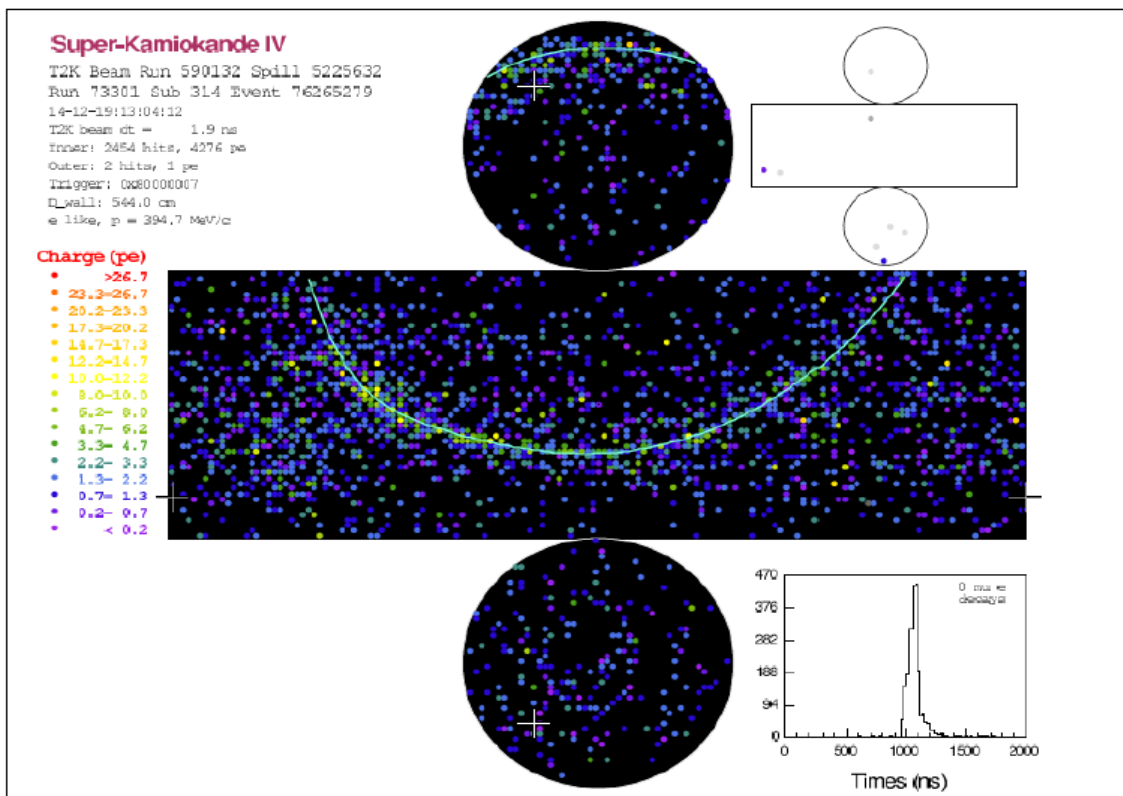 Super-Kamiokande IV
T2K Beam Run 590132 Spill 5225632
Run 73301 Sub 314 Event 76265279
14-12-19:13:04:12
T2K beam dt = 1.9 ns
Inner: 2454 hits, 4276 pe
Outer: 2 hits, 1 pe
Trigger: 0x80000007
D_wall: 544.0 cm
e like, p = 394.7 MeV/c
Charge (pe)
>26.7
23.3-26.7
20.2-23.3
17.3-20.2
14.7-17.3
12.2-14.7
10.0-12.2
8.0-10.0
6.2- 8.0
4.7- 6.2
3.3- 4.7
2.2- 3.3
1.3- 2.2
0.7- 1.3
0.2- 0.7
< 0.2
0 mu-e
decays
470
376
282
188
94
0
0 500 1000 1500 2000
Times (ns)